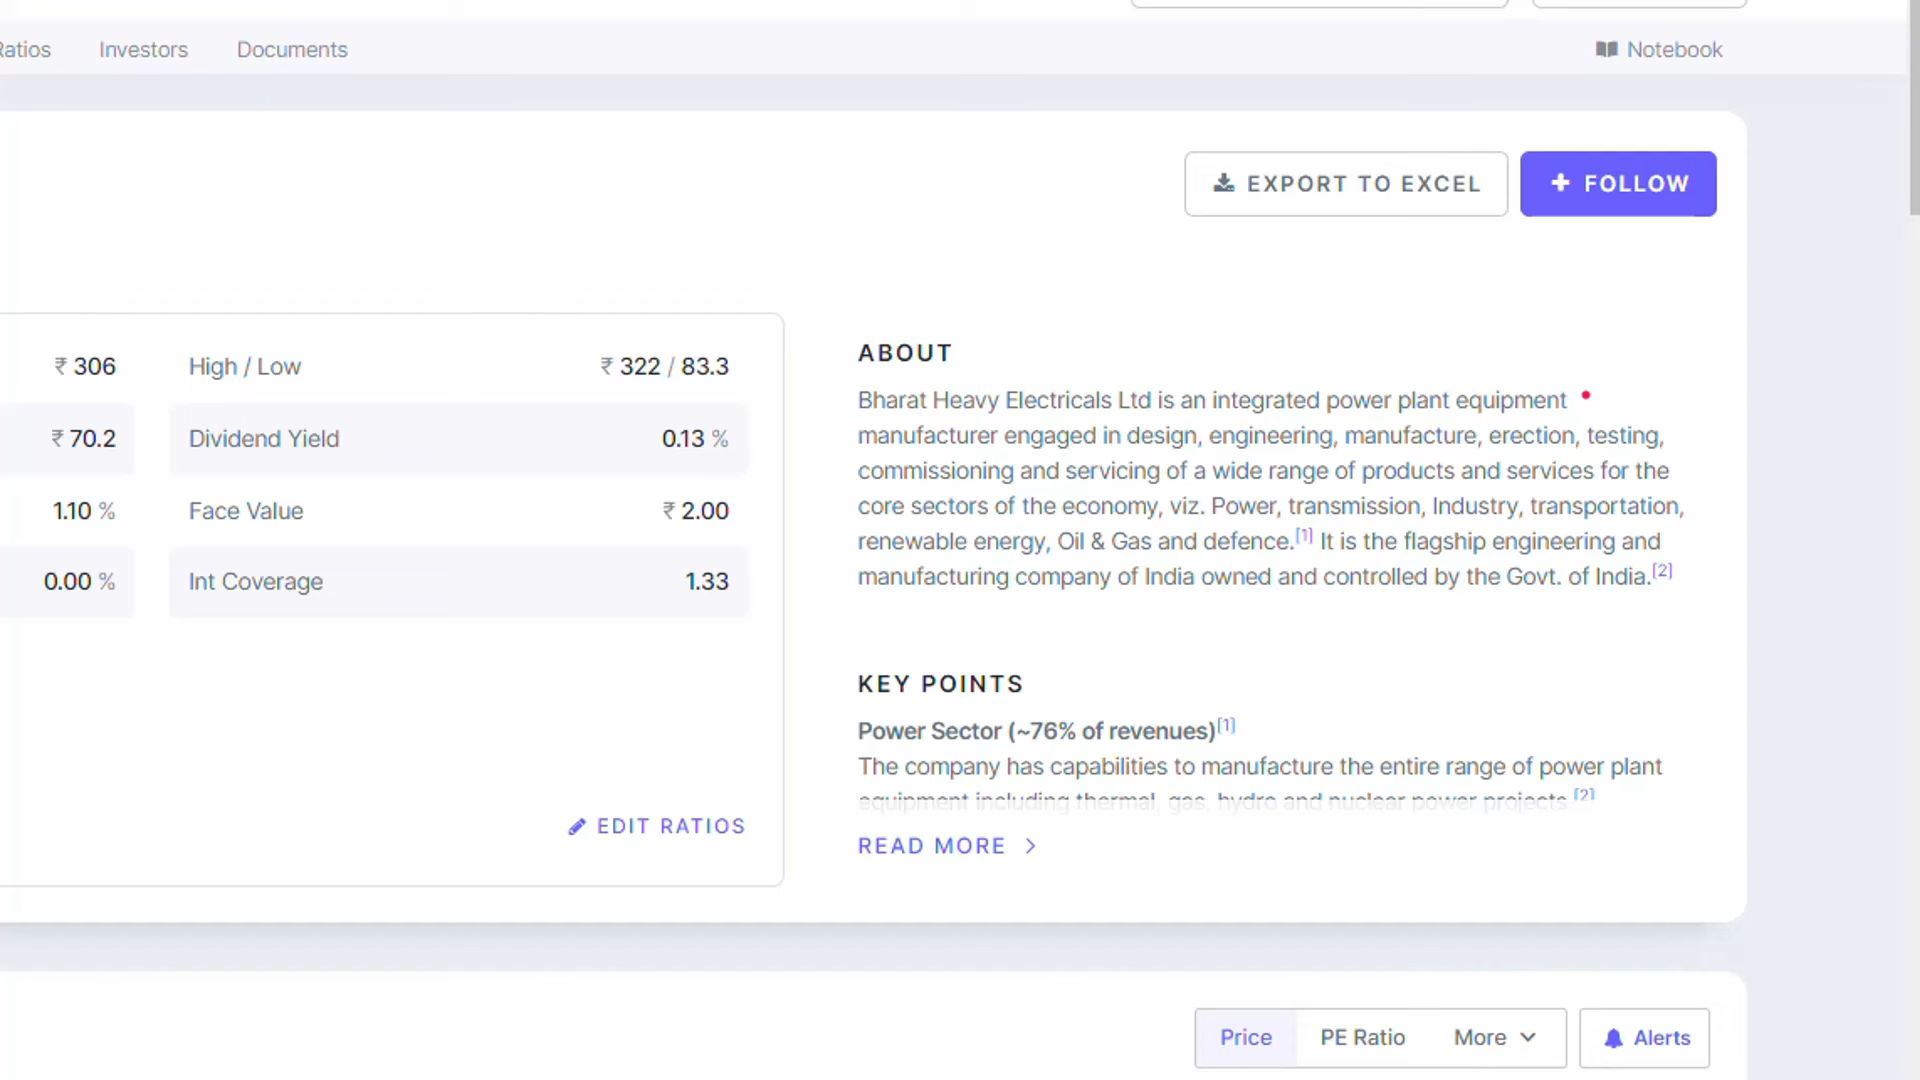 Ratios Investors Documents Notebook
EXPORT TO EXCEL FOLLOW
₹ 306 High / Low ₹ 322 / 83.3
₹ 70.2 Dividend Yield 0.13 %
1.10 % Face Value ₹ 2.00
0.00 % Int Coverage 1.33
EDIT RATIOS
ABOUT
Bharat Heavy Electricals Ltd is an integrated power plant equipment
manufacturer engaged in design, engineering, manufacture, erection, testing,
commissioning and servicing of a wide range of products and services for the
core sectors of the economy, viz. Power, transmission, Industry, transportation,
renewable energy, Oil & Gas and defence.[1] It is the flagship engineering and
manufacturing company of India owned and controlled by the Govt. of India.[2]
KEY POINTS
Power Sector (~76% of revenues)[1]
The company has capabilities to manufacture the entire range of power plant
equipment including thermal, gas, hydro and nuclear power projects.[2]
READ MORE
Price PE Ratio More Alerts